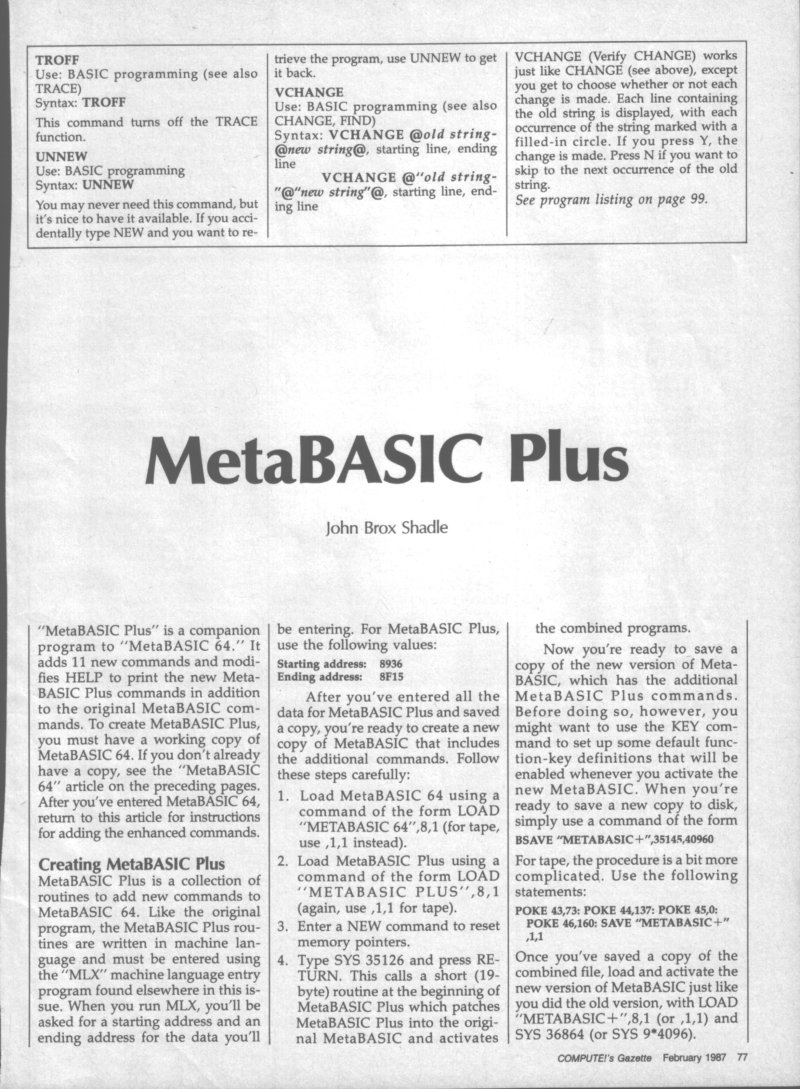 TROFF
Use: BASIC programming (see also
TRACE)
Syntax: TROFF
This command turns off the TRACE
function.
UNNEW
Use: BASIC programming
Syntax: UNNEW
You may never need this command, but
it's nice to have it available. If you acci-
dentally type NEW and you want to re-
trieve the program, use UNNEW to get
it back.
VCHANGE
Use: BASIC programming (see also
CHANGE, FIND)
Syntax: VCHANGE @old string-
@new string@, starting line, ending
line
VCHANGE @"old string-
"@"new string"@, starting line, end-
ing line
VCHANGE (Verify CHANGE) works
just like CHANGE (see above), except
you get to choose whether or not each
change is made. Each line containing
the old string is displayed, with each
occurrence of the string marked with a
filled-in circle. If you press Y, the
change is made. Press N if you want to
skip to the next occurrence of the old
string.
See program listing on page 99.
MetaBASIC Plus
John Brox Shadle
"MetaBASIC Plus" is a companion
program to "MetaBASIC 64." It
adds 11 new commands and modi-
fies HELP to print the new Meta-
BASIC Plus commands in addition
to the original MetaBASIC com-
mands. To create MetaBASIC Plus,
you must have a working copy of
MetaBASIC 64. If you don't already
have a copy, see the "MetaBASIC
64" article on the preceding pages.
After you've entered MetaBASIC 64,
return to this article for instructions
for adding the enhanced commands.
Creating MetaBASIC Plus
MetaBASIC Plus is a collection of
routines to add new commands to
MetaBASIC 64. Like the original
program, the MetaBASIC Plus rou-
tines are written in machine lan-
guage and must be entered using
the "MLX" machine language entry
program found elsewhere in this is-
sue. When you run MLX, you'll be
asked for a starting address and an
ending address for the data you'll
be entering. For MetaBASIC Plus,
use the following values:
Starting address: 8936
Ending address: 8F15
After you've entered all the
data for MetaBASIC Plus and saved
a copy, you're ready to create a new
copy of MetaBASIC that includes
the additional commands. Follow
these steps carefully:
1. Load MetaBASIC 64 using a
command of the form LOAD
"METABASIC 64",8,1 (for tape,
use ,1,1 instead).
2. Load MetaBASIC Plus using a
command of the form LOAD
"METABASIC PLUS",8,1
(again, use ,1,1 for tape).
3. Enter a NEW command to reset
memory pointers.
4. Type SYS 35126 and press RE-
TURN. This calls a short (19-
byte) routine at the beginning of
MetaBASIC Plus which patches
MetaBASIC Plus into the origi-
nal MetaBASIC and activates
the combined programs.
Now you're ready to save a
copy of the new version of Meta-
BASIC, which has the additional
MetaBASIC Plus commands.
Before doing so, however, you
might want to use the KEY com-
mand to set up some default func-
tion-key definitions that will be
enabled whenever you activate the
new MetaBASIC. When you're
ready to save a new copy to disk,
simply use a command of the form
BSAVE "METABASIC+",35145,40960
For tape, the procedure is a bit more
complicated. Use the following
statements:
POKE 43,73: POKE 44,137: POKE 45,0:
POKE 46,160: SAVE "METABASIC+"
,1,1
Once you've saved a copy of the
combined file, load and activate the
new version of MetaBASIC just like
you did the old version, with LOAD
"METABASIC+",8,1 (or ,1,1) and
SYS 36864 (or SYS 9*4096).
COMPUTE!'s Gazette February 1987 77